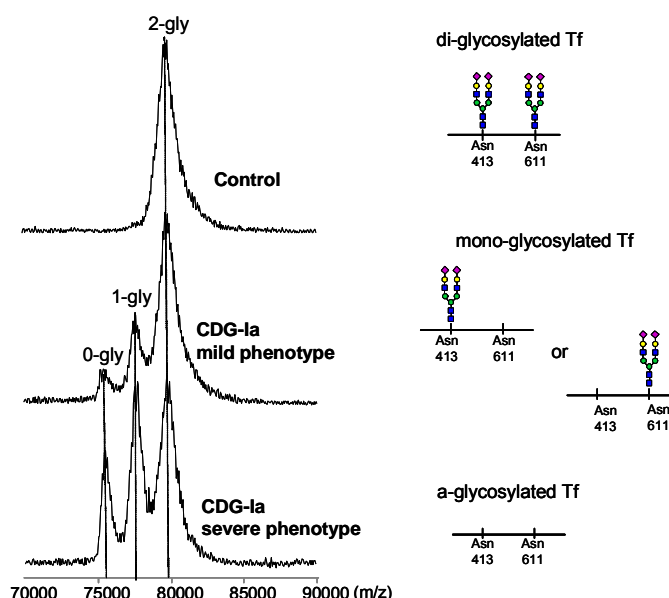 2-gly
Control
1-gly
0-gly
CDG-Ia
mild phenotype
CDG-Ia
severe phenotype
70000 75000 80000 85000 90000 (m/z)
di-glycosylated Tf
Asn Asn
413 611
mono-glycosylated Tf
Asn Asn
413 611
or
Asn Asn
413 611
a-glycosylated Tf
Asn Asn
413 611